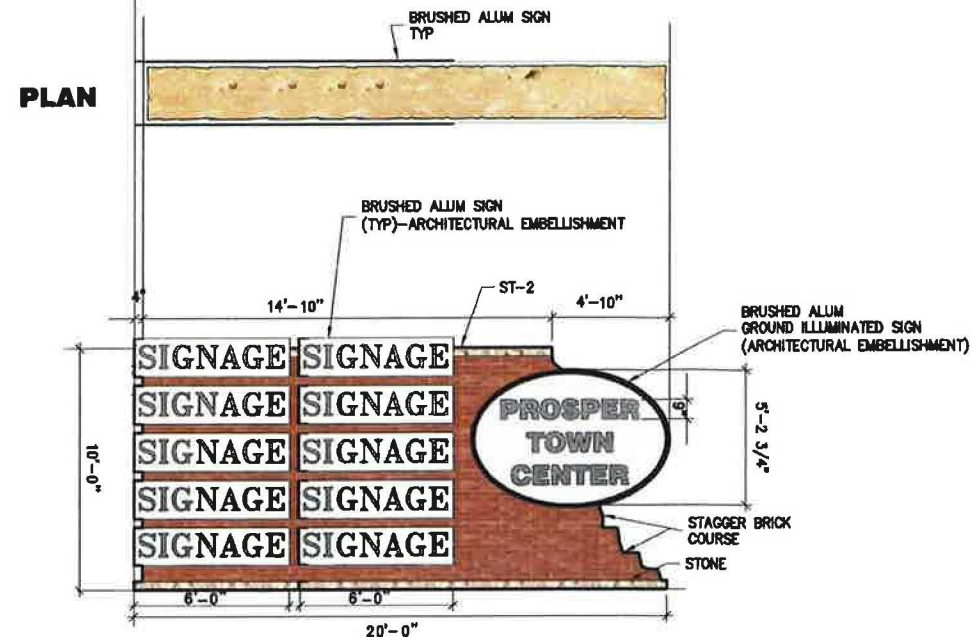 BRUSHED ALUM SIGN
TYP
PLAN
BRUSHED ALUM SIGN
(TYP)-ARCHITECTURAL EMBELLISHMENT
4"
14'-10"
ST-2
4'-10"
BRUSHED ALUM
GROUND ILLUMINATED SIGN
(ARCHITECTURAL EMBELLISHMENT)
SIGNAGE SIGNAGE
SIGNAGE SIGNAGE
SIGNAGE SIGNAGE
SIGNAGE SIGNAGE
SIGNAGE SIGNAGE
PROSPER
TOWN
CENTER
9"
5'-2 3/4"
10'-0"
STAGGER BRICK
COURSE
STONE
6'-0"
6'-0"
20'-0"